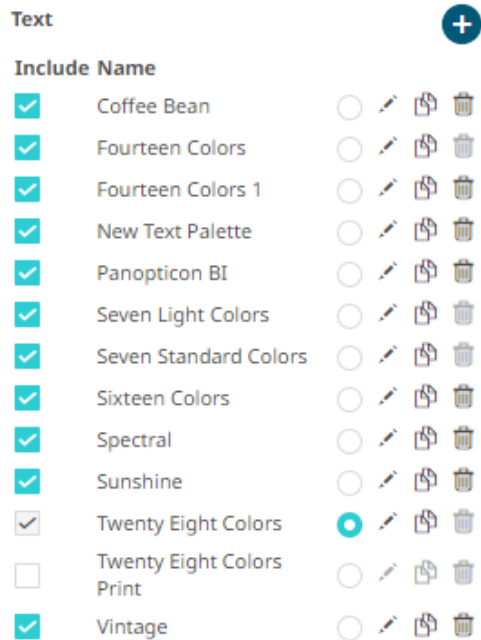 Text
Include Name
Coffee Bean
Fourteen Colors
Fourteen Colors 1
New Text Palette
Panopticon BI
Seven Light Colors
Seven Standard Colors
Sixteen Colors
Spectral
Sunshine
Twenty Eight Colors
Twenty Eight Colors
Print
Vintage